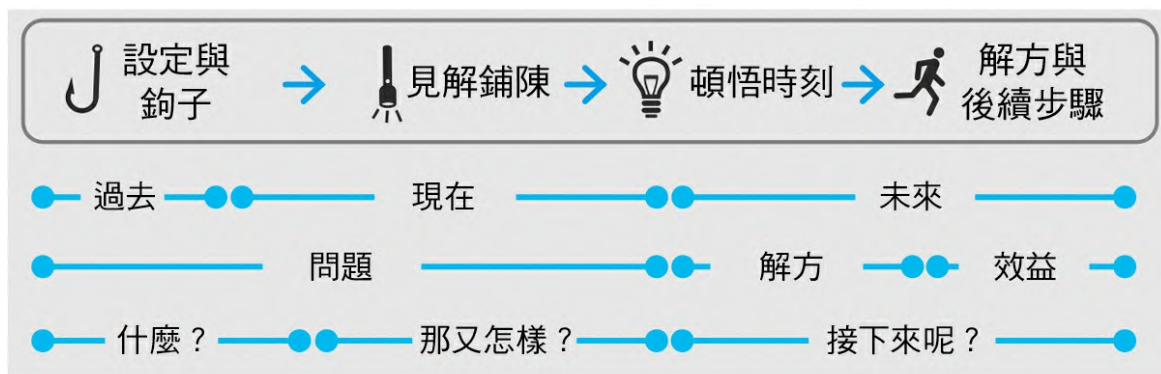 設定與
鉤子
見解鋪陳
頓悟時刻
解方與
後續步驟
過去 現在 未來
問題 解方 效益
什麼？ 那又怎樣？ 接下來呢？